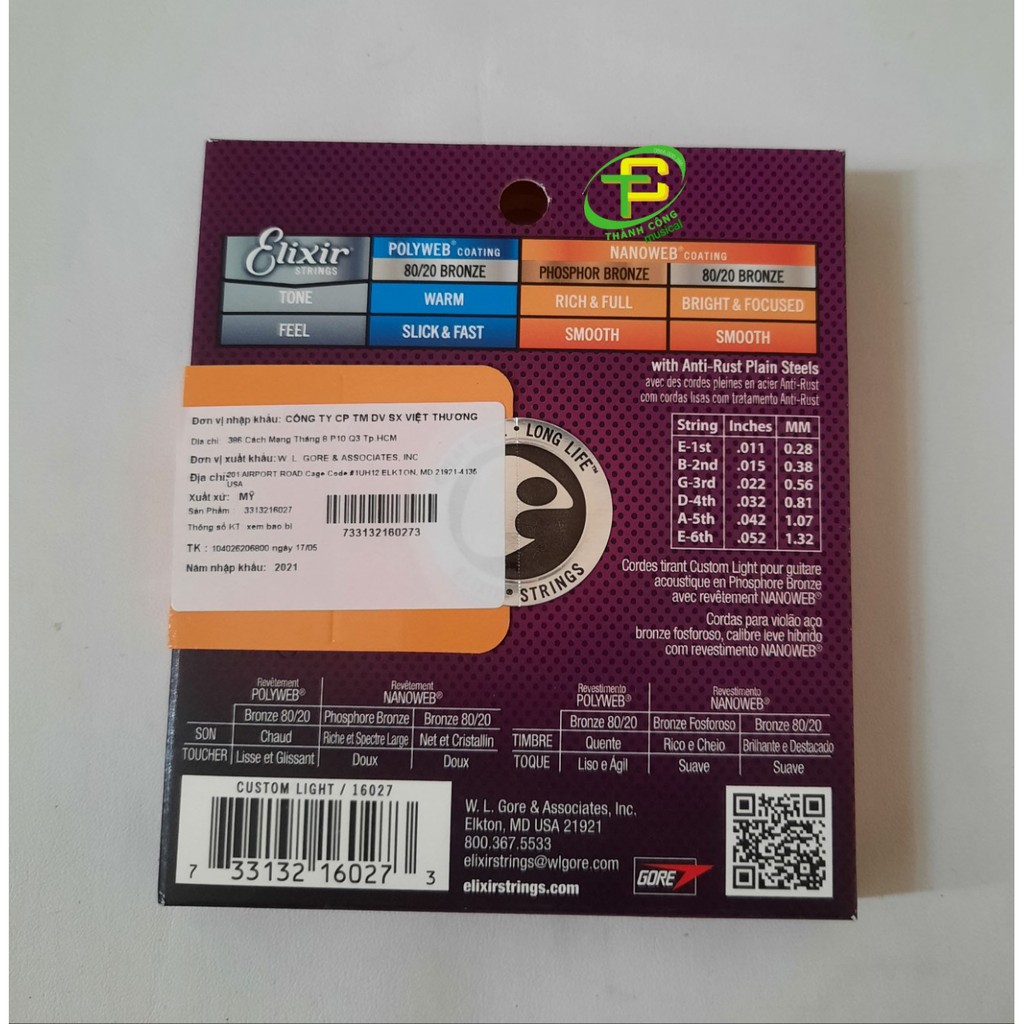 THÀNH CÔNG
musical
Elixir STRINGS
POLYWEB® COATING
NANOWEB® COATING
80/20 BRONZE
PHOSPHOR BRONZE
80/20 BRONZE
TONE
WARM
RICH & FULL
BRIGHT & FOCUSED
FEEL
SLICK & FAST
SMOOTH
SMOOTH
with Anti-Rust Plain Steels
avec des cordes pleines en acier Anti-Rust
com cordas lisas com tratamento Anti-Rust
String Inches MM
E-1st .011 0.28
B-2nd .015 0.38
G-3rd .022 0.56
D-4th .032 0.81
A-5th .042 1.07
E-6th .052 1.32
Cordes tirant Custom Light pour guitare
acoustique en Phosphore Bronze
avec revêtement NANOWEB®
Cordas para violão aço
bronze fosforoso, calibre leve híbrido
com revestimento NANOWEB®
Đơn vị nhập khẩu: CÔNG TY CP TM DV SX VIỆT THƯƠNG
Địa chỉ: 386 Cách Mạng Tháng 8 P10 Q3 Tp.HCM
Đơn vị xuất khẩu: W. L. GORE & ASSOCIATES, INC
Địa chỉ: 201 AIRPORT ROAD Cage Code #1UH12 ELKTON, MD 21921-4135
USA
Xuất xứ: MỸ
Sản Phẩm 3313216027
Thông số KT xem bao bì
733132160273
TK : 104026206800 ngày 17/05
Năm nhập khẩu: 2021
• LONG LIFE™
STRINGS
Revêtement POLYWEB®
Revêtement NANOWEB®
Bronze 80/20
Phosphore Bronze
Bronze 80/20
SON
Chaud
Riche et Spectre Large
Net et Cristallin
TOUCHER
Lisse et Glissant
Doux
Doux
Revestimento POLYWEB®
Revestimento NANOWEB®
Bronze 80/20
Bronze Fosforoso
Bronze 80/20
TIMBRE
Quente
Rico e Cheio
Brilhante e Destacado
TOQUE
Liso e Ágil
Suave
Suave
CUSTOM LIGHT / 16027
7 33132 16027 3
W. L. Gore & Associates, Inc.
Elkton, MD USA 21921
800.367.5533
elixirstrings@wlgore.com
elixirstrings.com
GORE